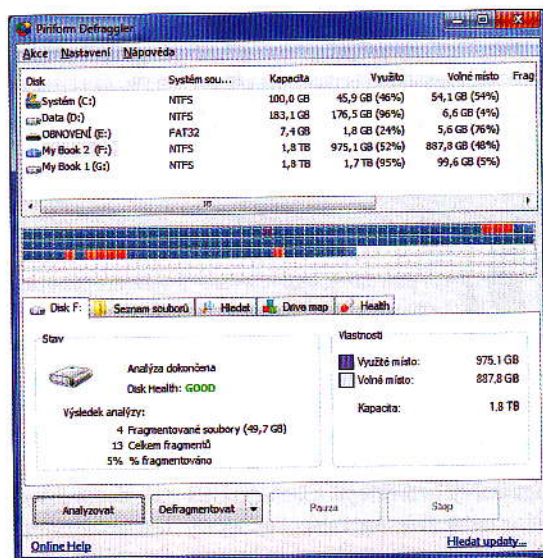 Piriform Defraggler
Akce Nastavení Nápověda
Disk Systém sou... Kapacita Využito Volné místo Frag
Systém (C:) NTFS 100,0 GB 45,9 GB (46%) 54,1 GB (54%)
Data (D:) NTFS 183,1 GB 176,5 GB (96%) 6,6 GB (4%)
OBNOVENÍ (E:) FAT32 7,4 GB 1,8 GB (24%) 5,6 GB (76%)
My Book 2 (F:) NTFS 1,8 TB 975,1 GB (52%) 887,8 GB (48%)
My Book 1 (G:) NTFS 1,8 TB 1,7 TB (95%) 99,6 GB (5%)
Disk F: Seznam souborů Hledat Drive map Health
Stav Vlastnosti
Analýza dokončena
Disk Health: GOOD
Využité místo: 975,1 GB
Volné místo: 887,8 GB
Výsledek analýzy:
Kapacita: 1,8 TB
4 Fragmentované soubory (49,7 GB)
13 Celkem fragmentů
5% % fragmentováno
Analyzovat Defragmentovat Pauza Stop
Online Help Hledat updaty...